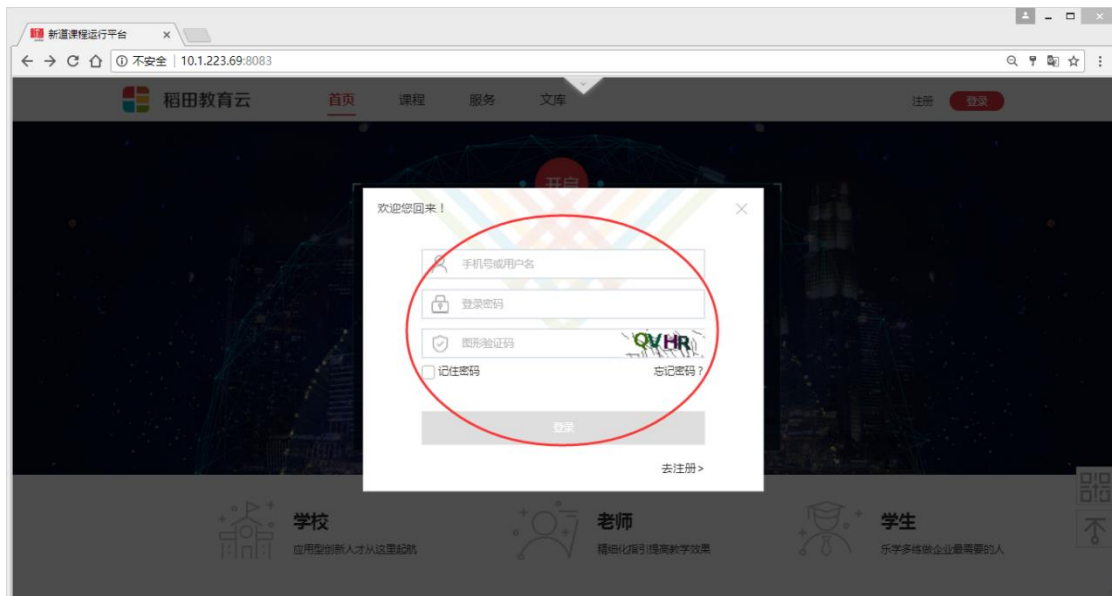 新道课程运行平台
不安全 | 10.1.223.69:8083
稻田教育云 首页 课程 服务 文库 注册 登录
开启
欢迎您回来！
手机号或用户名
登录密码
图形验证码 QVHR
记住密码 忘记密码？
登录
去注册>
学校 老师 学生
应用型创新人才从这里起航 精细化指引提高教学效果 乐学多练做企业最需要的人